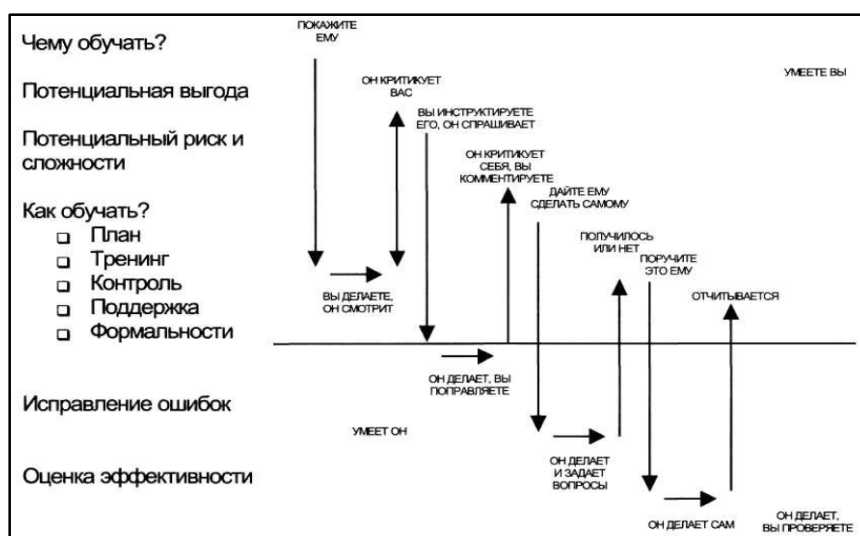 Чему обучать?
Потенциальная выгода
Потенциальный риск и
сложности
Как обучать?
План
Тренинг
Контроль
Поддержка
Формальности
Исправление ошибок
Оценка эффективности
ПОКАЖИТЕ
ЕМУ
ВЫ ДЕЛАЕТЕ,
ОН СМОТРИТ
ОН КРИТИКУЕТ
ВАС
ВЫ ИНСТРУКТИРУЕТЕ
ЕГО, ОН СПРАШИВАЕТ
ОН ДЕЛАЕТ, ВЫ
ПОПРАВЛЯЕТЕ
ОН КРИТИКУЕТ
СЕБЯ, ВЫ
КОММЕНТИРУЕТЕ
ДАЙТЕ ЕМУ
СДЕЛАТЬ САМОМУ
ОН ДЕЛАЕТ
И ЗАДАЕТ
ВОПРОСЫ
ПОЛУЧИЛОСЬ
ИЛИ НЕТ
ПОРУЧИТЕ
ЭТО ЕМУ
ОН ДЕЛАЕТ САМ
ОТЧИТЫВАЕТСЯ
УМЕЕТЕ ВЫ
УМЕЕТ ОН
ОН ДЕЛАЕТ,
ВЫ ПРОВЕРЯЕТЕ